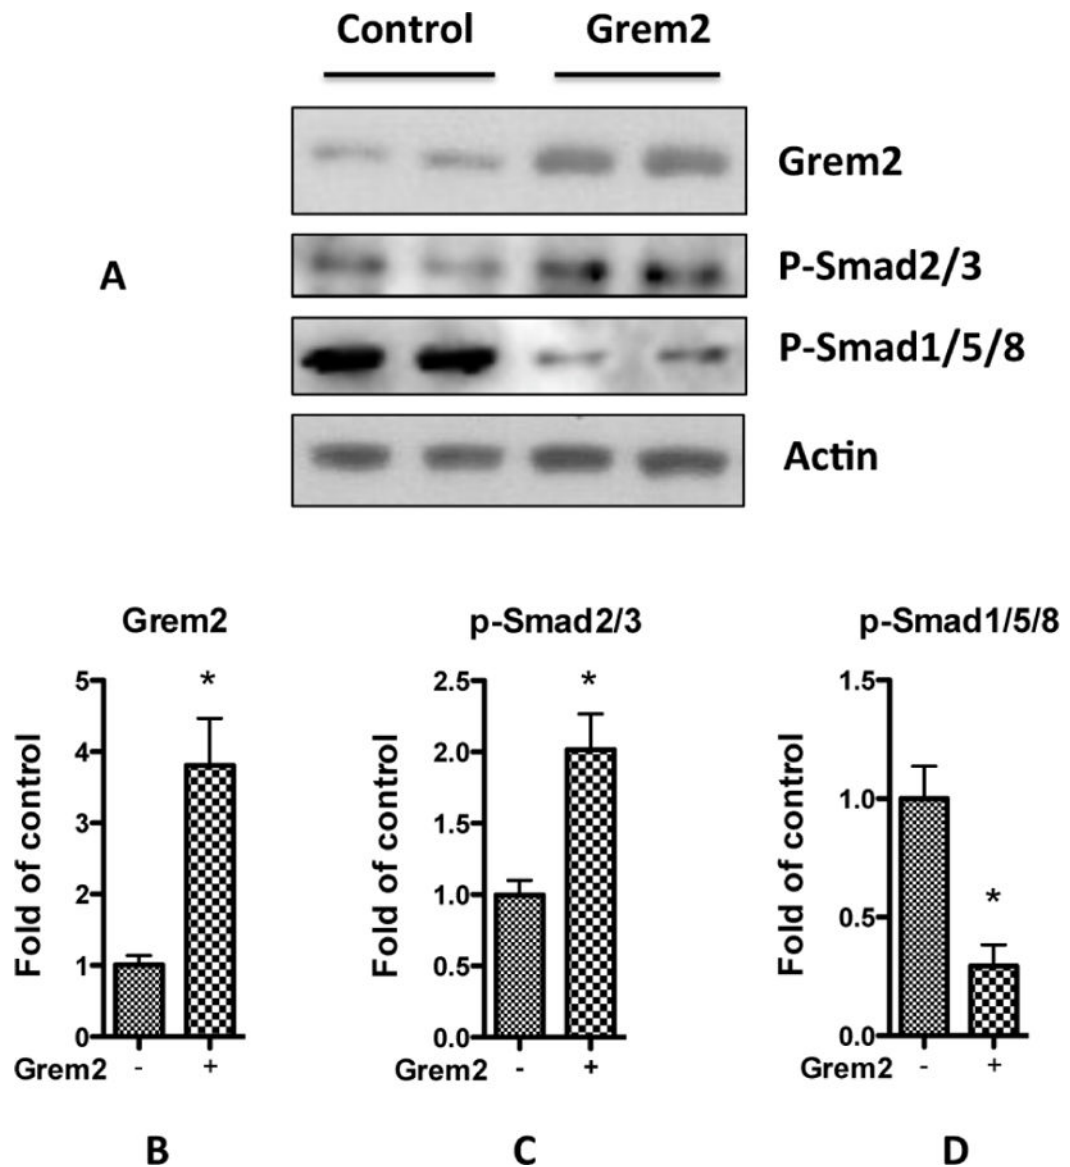 Control Grem2
Grem2
P-Smad2/3
A
P-Smad1/5/8
Actin
Grem2 p-Smad2/3 p-Smad1/5/8
Fold of control
5
4
3
2
1
0
*
Grem2 - +
Fold of control
2.5
2.0
1.5
1.0
0.5
0.0
*
Grem2 - +
Fold of control
1.5
1.0
0.5
0.0
*
Grem2 - +
B C D